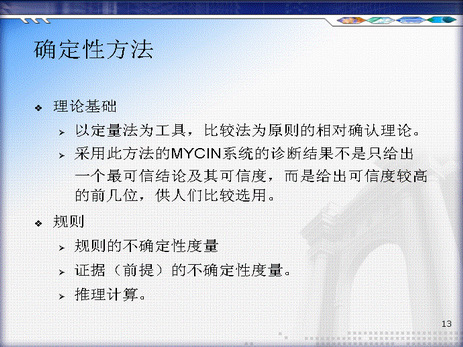 确定性方法
理论基础
以定量法为工具，比较法为原则的相对确认理论。
采用此方法的MYCIN系统的诊断结果不是只给出
一个最可信结论及其可信度，而是给出可信度较高
的前几位，供人们比较选用。
规则
规则的不确定性度量
证据（前提）的不确定性度量。
推理计算。
13